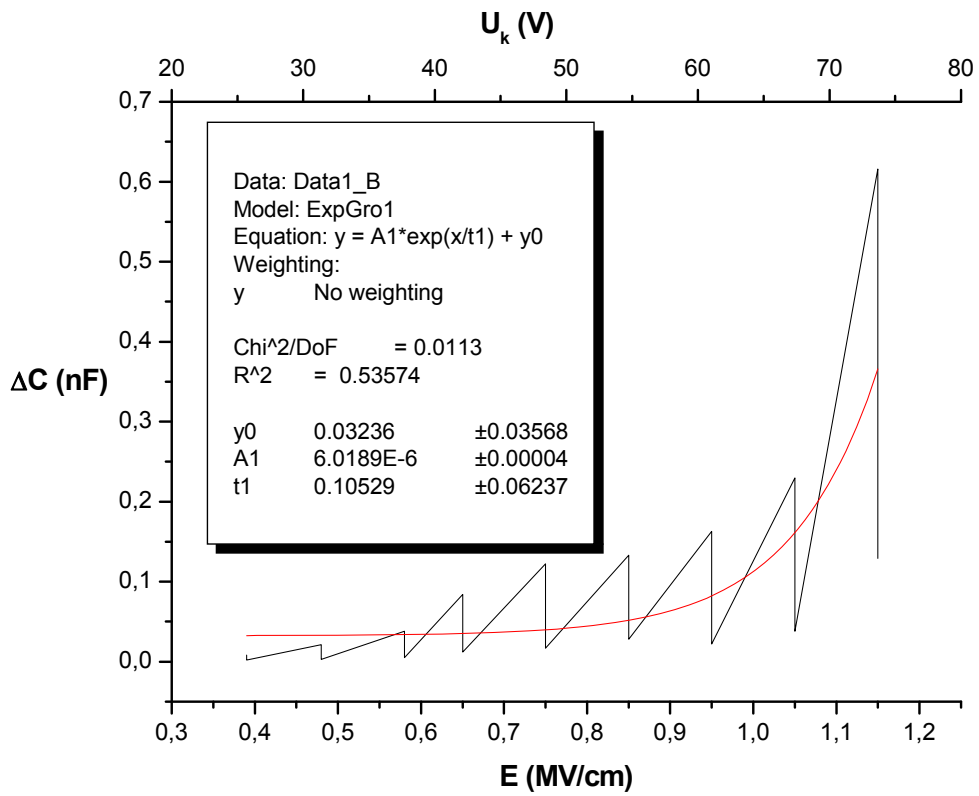 U_k (V)
20 30 40 50 60 70 80
0,7
0,6
0,5
0,4
0,3
0,2
0,1
0,0
ΔC (nF)
Data: Data1_B
Model: ExpGro1
Equation: y = A1*exp(x/t1) + y0
Weighting:
y No weighting
Chi^2/DoF = 0.0113
R^2 = 0.53574
y0 0.03236 ±0.03568
A1 6.0189E-6 ±0.00004
t1 0.10529 ±0.06237
0,3 0,4 0,5 0,6 0,7 0,8 0,9 1,0 1,1 1,2
E (MV/cm)